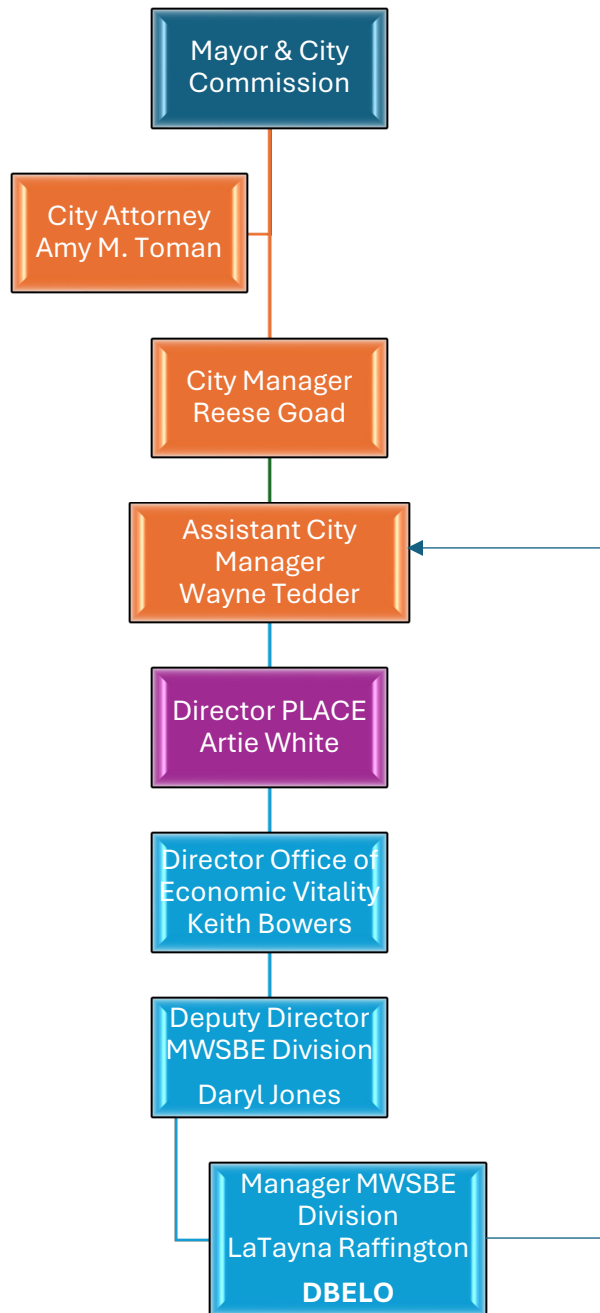 Mayor & City
Commission
City Attorney
Amy M. Toman
City Manager
Reese Goad
Assistant City
Manager
Wayne Tedder
Director PLACE
Artie White
Director Office of
Economic Vitality
Keith Bowers
Deputy Director
MWSBE Division
Daryl Jones
Manager MWSBE
Division
LaTayna Raffington
DBELO